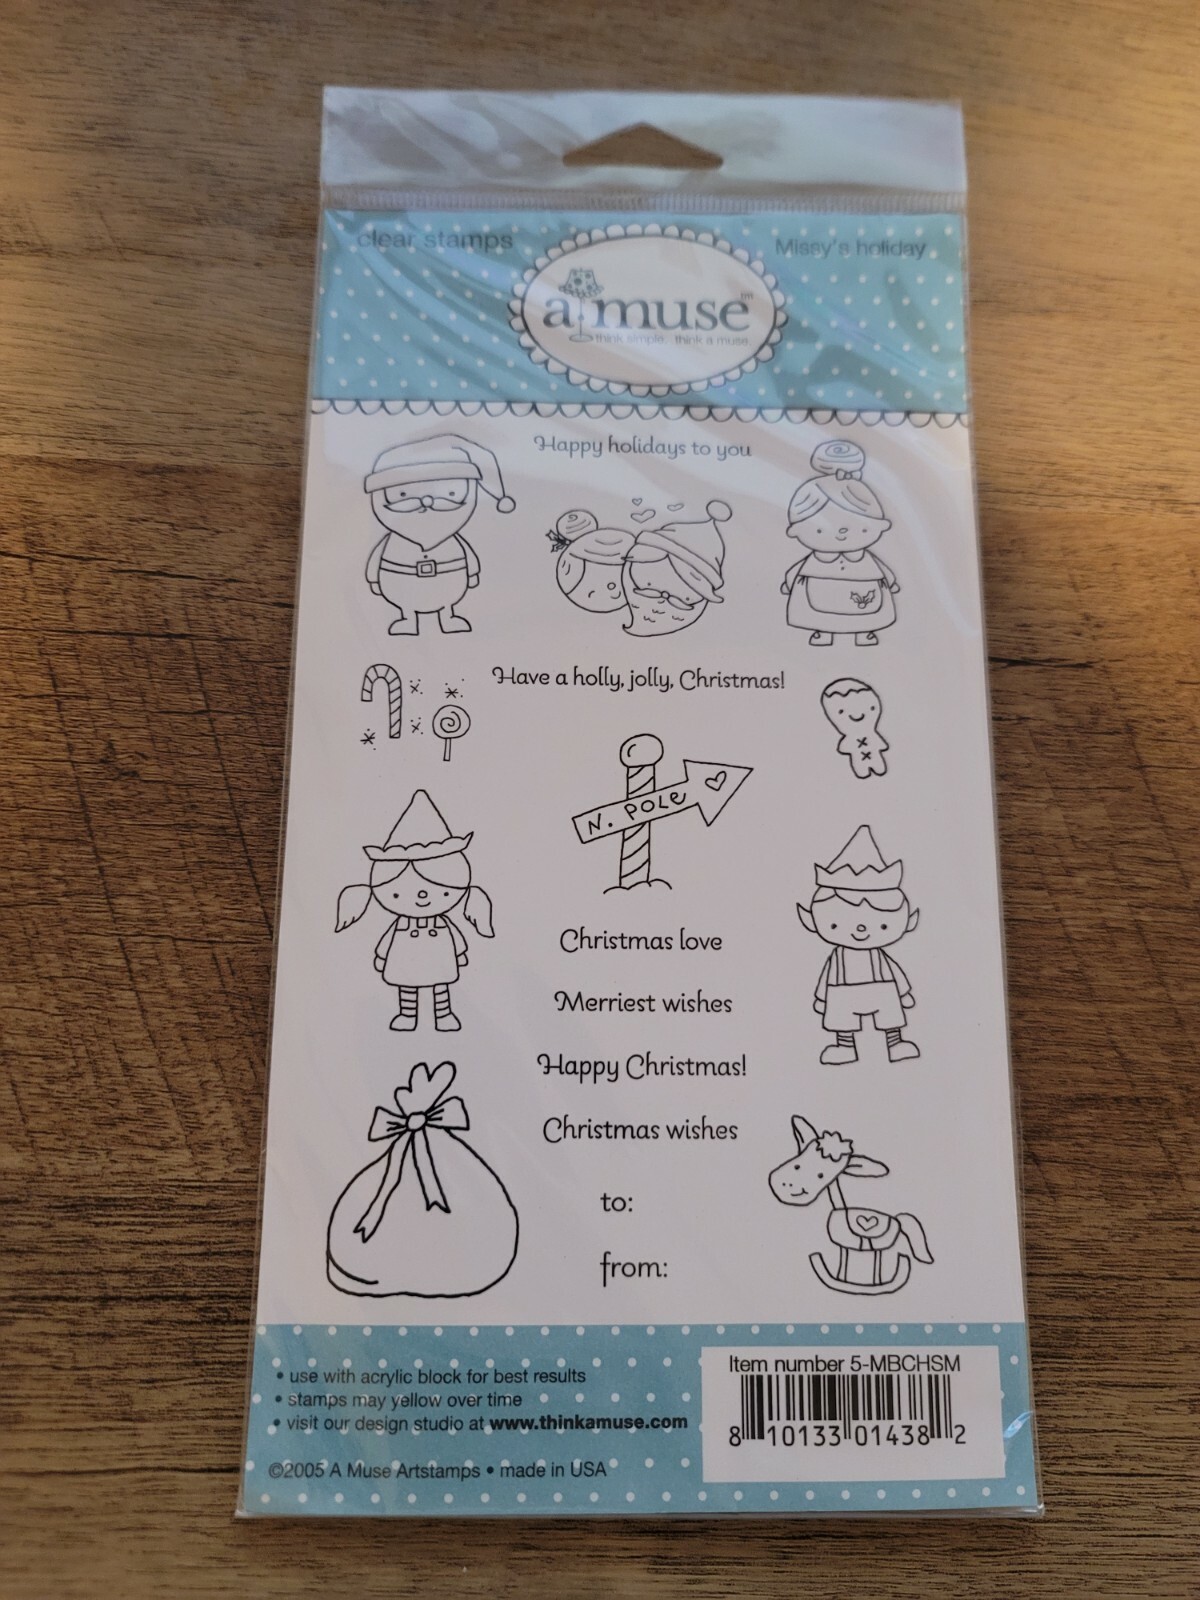 clear stamps
Missy's holiday
a muse™
think simple. think a muse.
Happy holidays to you
Have a holly, jolly, Christmas!
N. POLe
Christmas love
Merriest wishes
Happy Christmas!
Christmas wishes
to:
from:
• use with acrylic block for best results
• stamps may yellow over time
• visit our design studio at www.thinkamuse.com
©2005 A Muse Artstamps • made in USA
Item number 5-MBCHSM
8 10133 01438 2